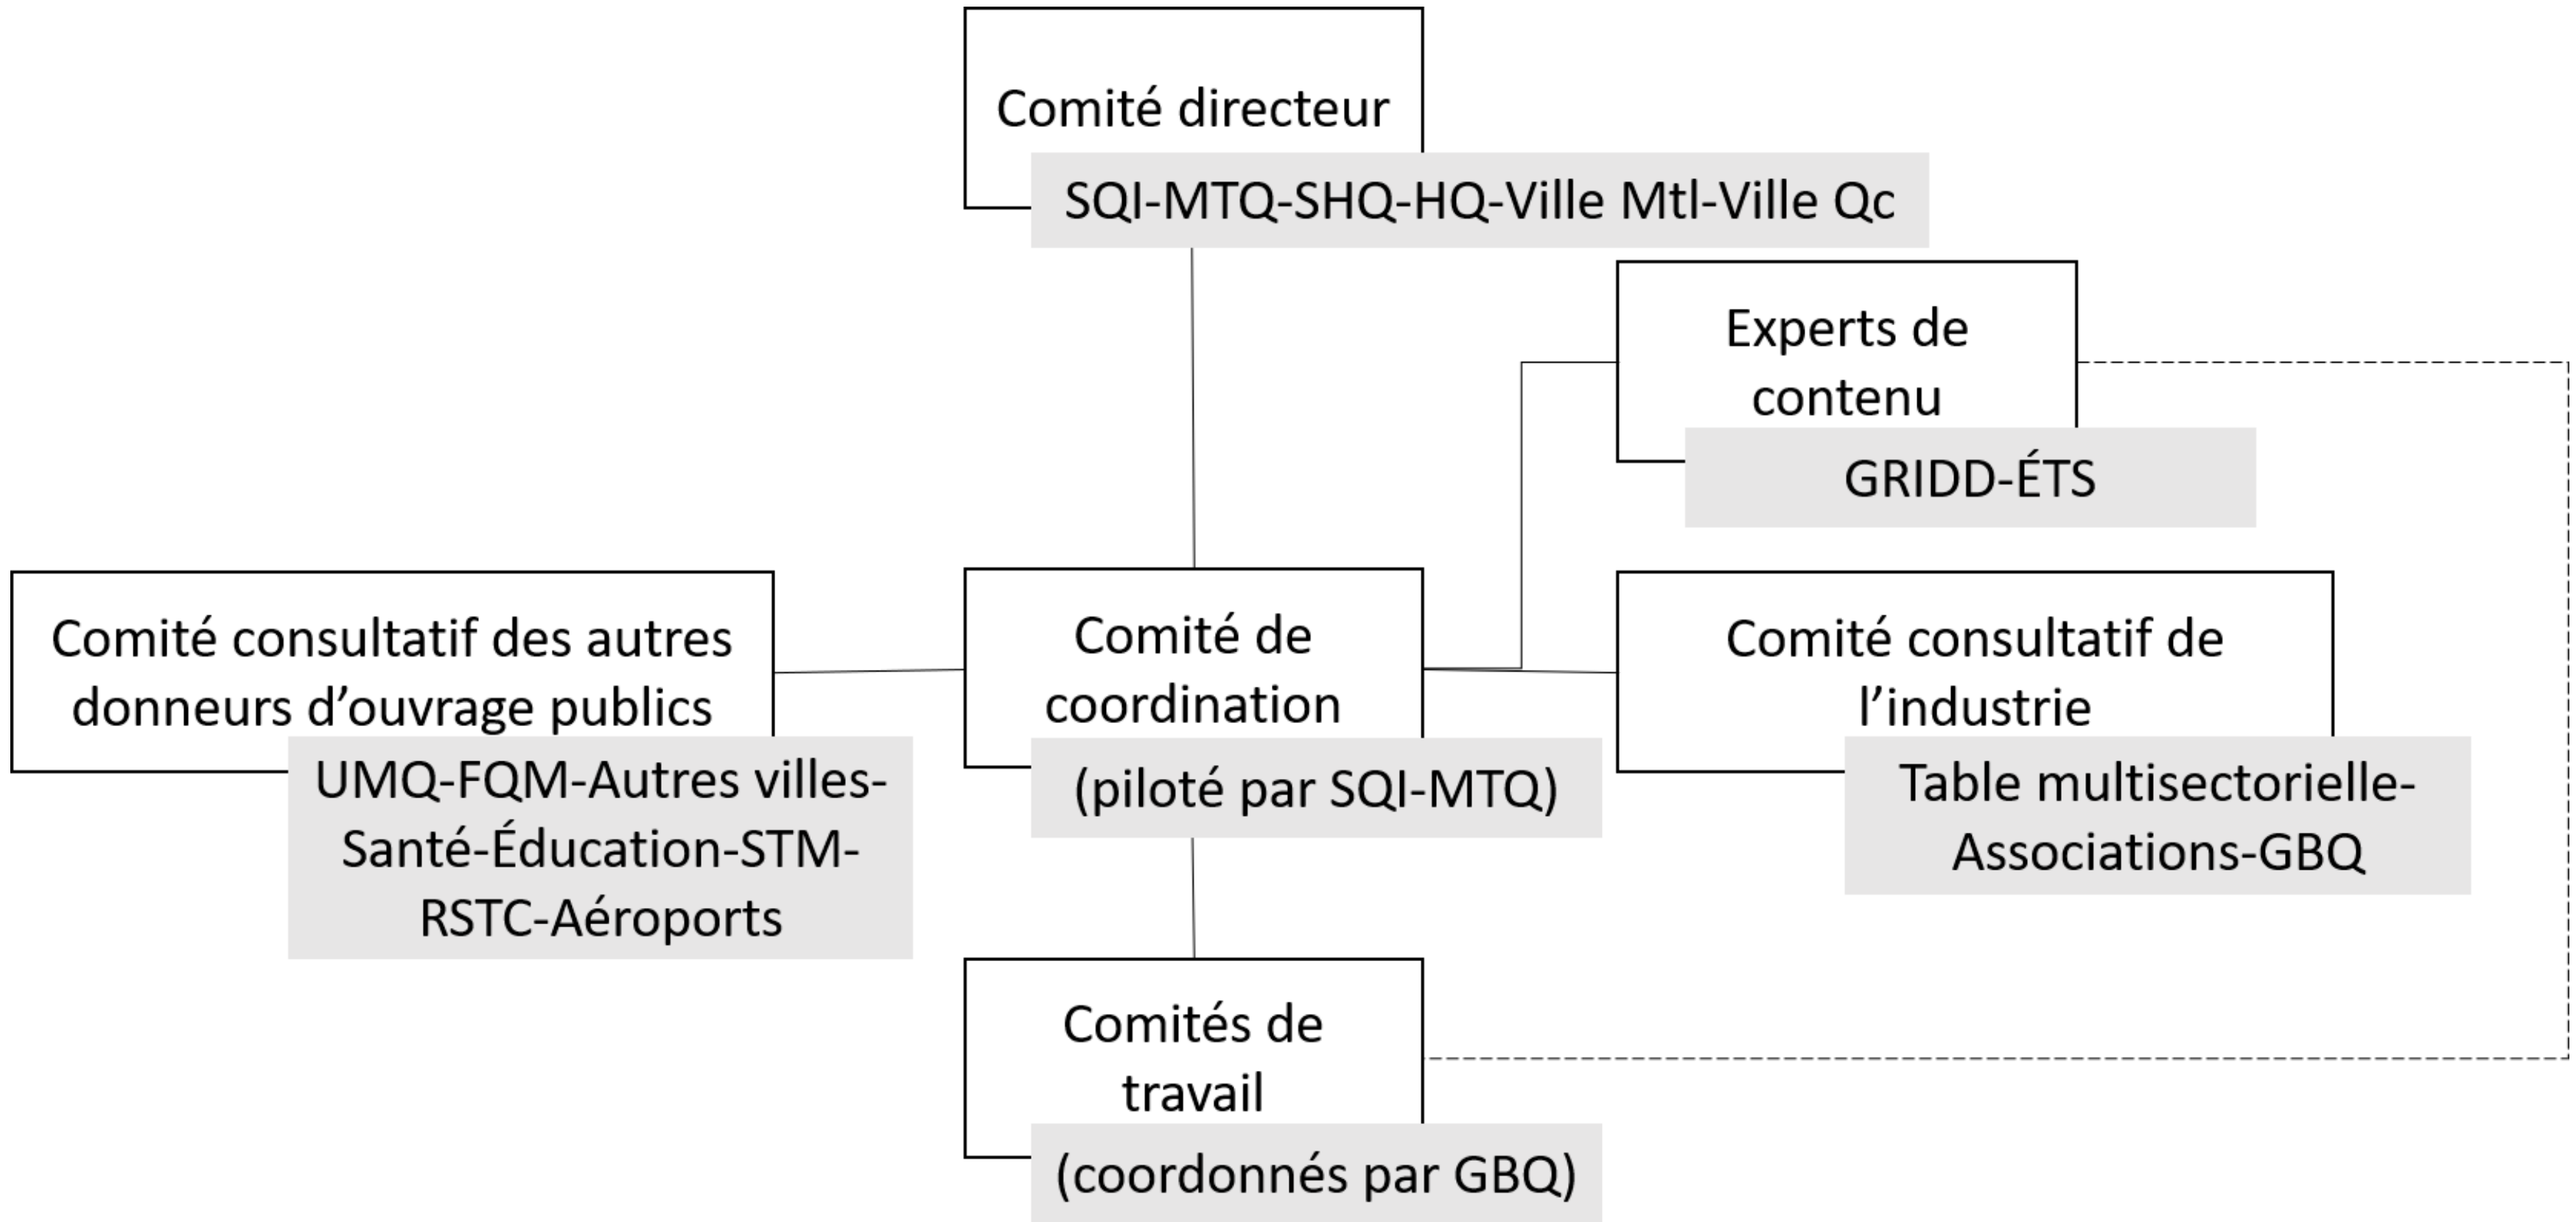 Comité directeur
SQI-MTQ-SHQ-HQ-Ville Mtl-Ville Qc
Experts de
contenu
GRIDD-ÉTS
Comité consultatif des autres
donneurs d’ouvrage publics
UMQ-FQM-Autres villes-
Santé-Éducation-STM-
RSTC-Aéroports
Comité de
coordination
(piloté par SQI-MTQ)
Comité consultatif de
l’industrie
Table multisectorielle-
Associations-GBQ
Comités de
travail
(coordonnés par GBQ)